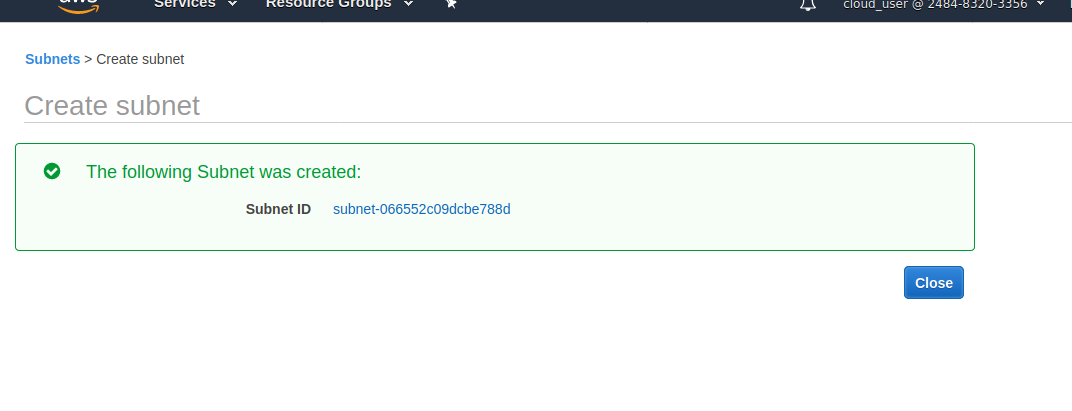 Services Resource Groups cloud_user @ 2484-8320-3356
Subnets > Create subnet
Create subnet
The following Subnet was created:
Subnet ID subnet-066552c09dcbe788d
Close